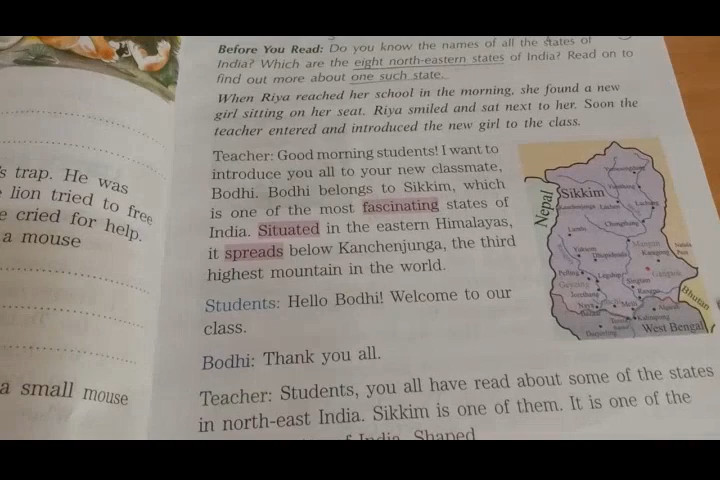 Before You Read: Do you know the names of all the states of
India? Which are the eight north-eastern states of India? Read on to
find out more about one such state.
When Riya reached her school in the morning, she found a new
girl sitting on her seat. Riya smiled and sat next to her. Soon the
teacher entered and introduced the new girl to the class.
Teacher: Good morning students! I want to
introduce you all to your new classmate,
Bodhi. Bodhi belongs to Sikkim, which
is one of the most fascinating states of
India. Situated in the eastern Himalayas,
it spreads below Kanchenjunga, the third
highest mountain in the world.
Students: Hello Bodhi! Welcome to our
class.
Bodhi: Thank you all.
Teacher: Students, you all have read about some of the states
in north-east India. Sikkim is one of them. It is one of the
of India. Shaped
's trap. He was
lion tried to free
e cried for help.
a mouse
a small mouse
Nepal
Sikkim
Lachen
Lachung
Mangan
Gangtok
Singtam
Bhutan
West Bengal